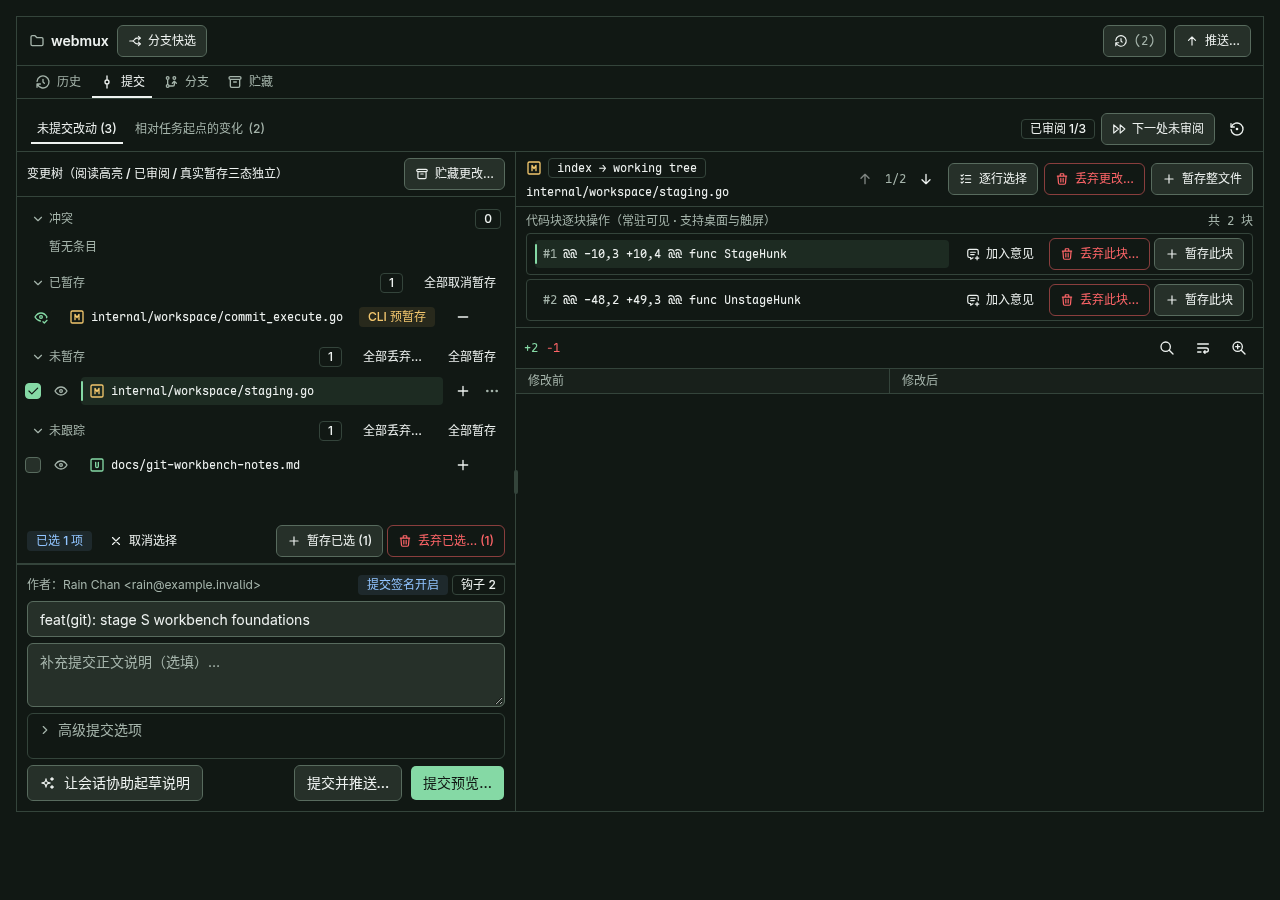 webmux 分支快选 (2) 推送...
历史 提交 分支 贮藏
未提交改动 (3) 相对任务起点的变化 (2) 已审阅 1/3 下一处未审阅
变更树（阅读高亮 / 已审阅 / 真实暂存三态独立） 贮藏更改...
冲突 0
暂无条目
已暂存 1 全部取消暂存
M internal/workspace/commit_execute.go CLI 预暂存
未暂存 1 全部丢弃... 全部暂存
M internal/workspace/staging.go
未跟踪 1 全部丢弃... 全部暂存
U docs/git-workbench-notes.md
已选 1 项 取消选择 暂存已选 (1) 丢弃已选... (1)
作者：Rain Chan <rain@example.invalid> 提交签名开启 钩子 2
feat(git): stage S workbench foundations
补充提交正文说明（选填）...
高级提交选项
让会话协助起草说明 提交并推送... 提交预览...
M index → working tree
internal/workspace/staging.go
1/2 逐行选择 丢弃更改... 暂存整文件
代码块逐块操作（常驻可见 · 支持桌面与触屏） 共 2 块
#1 @@ -10,3 +10,4 @@ func StageHunk 加入意见 丢弃此块... 暂存此块
#2 @@ -48,2 +49,3 @@ func UnstageHunk 加入意见 丢弃此块... 暂存此块
+2 -1
修改前 修改后